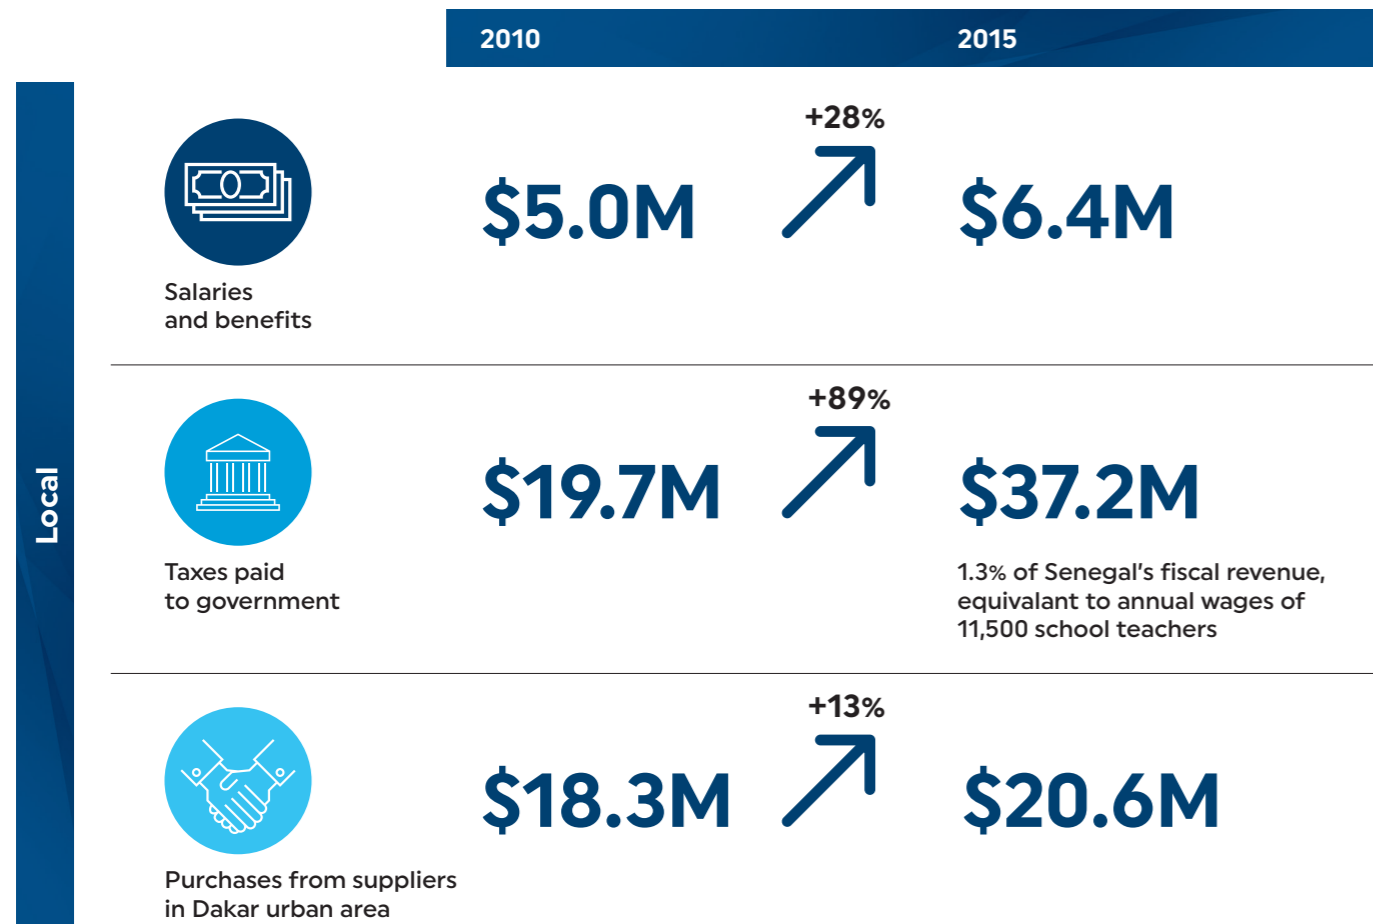 2010 2015
Local
+28%
$5.0M $6.4M
Salaries
and benefits
+89%
$19.7M $37.2M
Taxes paid
to government
1.3% of Senegal’s fiscal revenue,
equivalant to annual wages of
11,500 school teachers
+13%
$18.3M $20.6M
Purchases from suppliers
in Dakar urban area